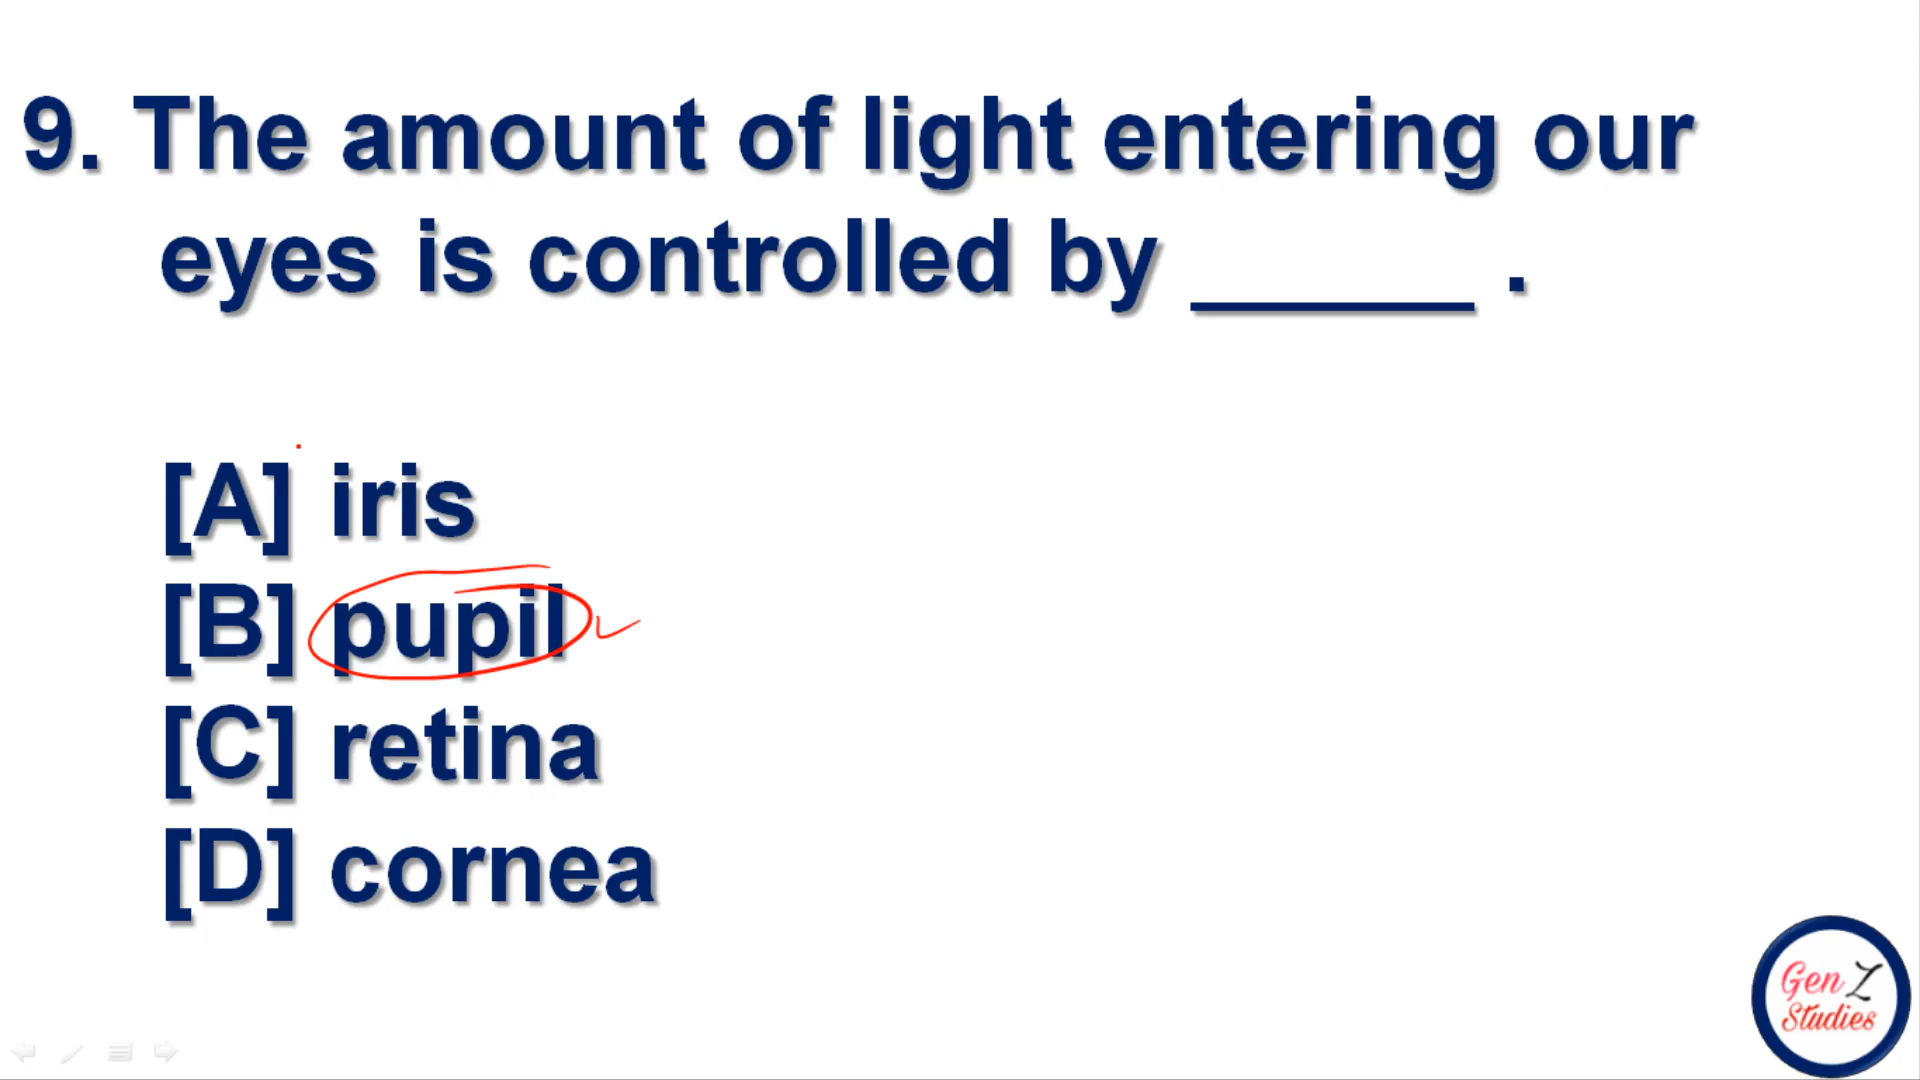 9. The amount of light entering our
eyes is controlled by ______ .
[A] iris
[B] pupil
[C] retina
[D] cornea
Gen Z
Studies